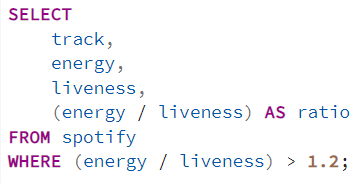 SELECT
    track,
    energy,
    liveness,
    (energy / liveness) AS ratio
FROM spotify
WHERE (energy / liveness) > 1.2;